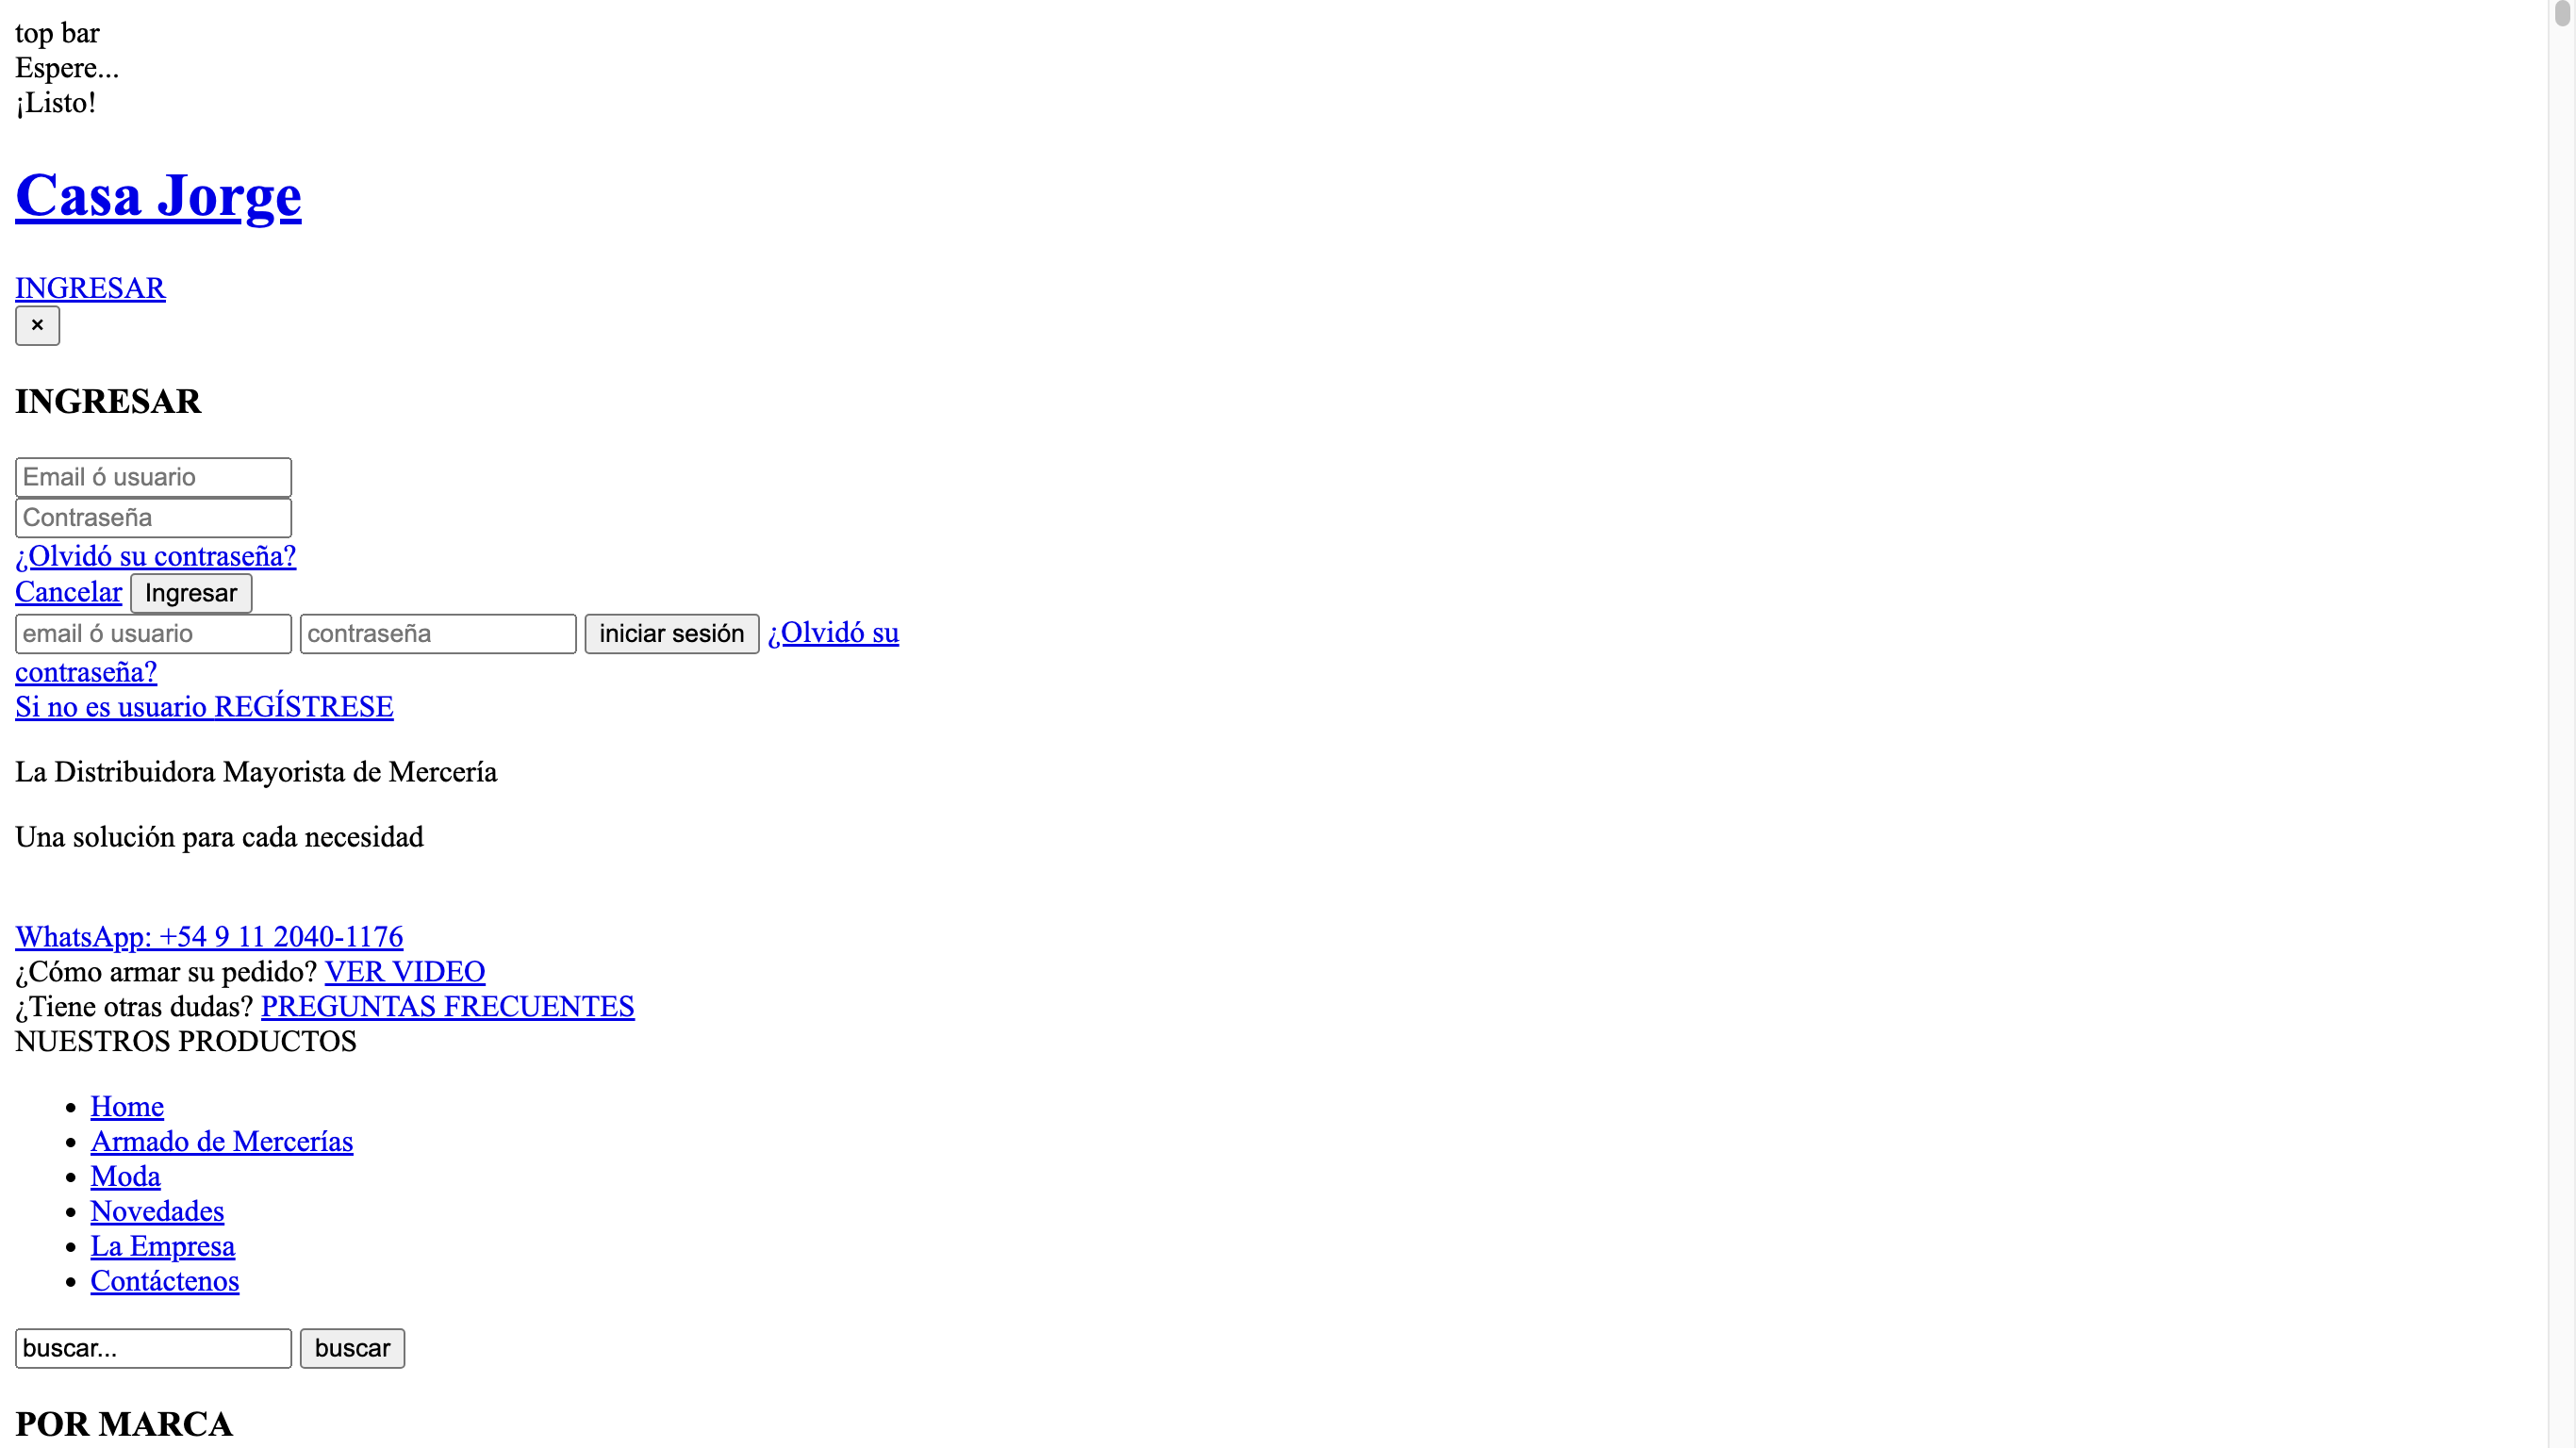 top bar
Espere...
¡Listo!
Casa Jorge
INGRESAR
×
INGRESAR
Email ó usuario
Contraseña
¿Olvidó su contraseña?
Cancelar Ingresar
email ó usuario contraseña iniciar sesión ¿Olvidó su
contraseña?
Si no es usuario REGÍSTRESE
La Distribuidora Mayorista de Mercería
Una solución para cada necesidad
WhatsApp: +54 9 11 2040-1176
¿Cómo armar su pedido? VER VIDEO
¿Tiene otras dudas? PREGUNTAS FRECUENTES
NUESTROS PRODUCTOS
Home
Armado de Mercerías
Moda
Novedades
La Empresa
Contáctenos
buscar... buscar
POR MARCA